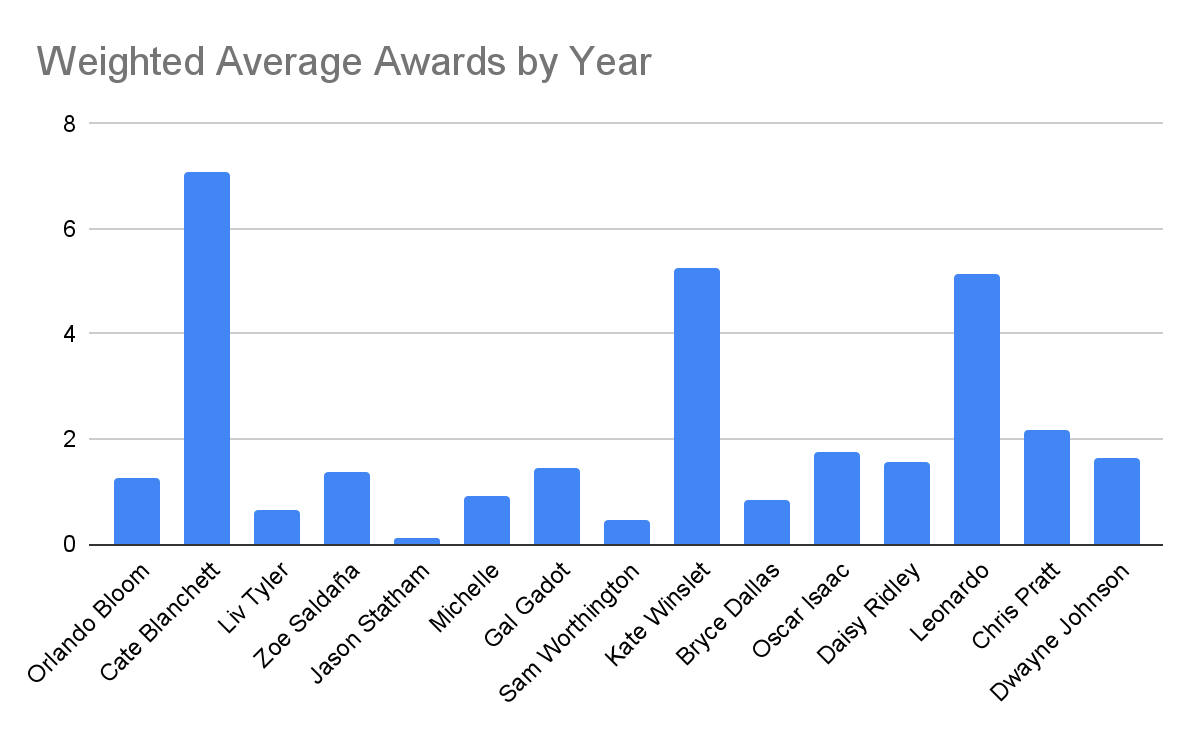 Weighted Average Awards by Year
8
6
4
2
0
Orlando Bloom
Cate Blanchett
Liv Tyler
Zoe Saldaña
Jason Statham
Michelle
Gal Gadot
Sam Worthington
Kate Winslet
Bryce Dallas
Oscar Isaac
Daisy Ridley
Leonardo
Chris Pratt
Dwayne Johnson